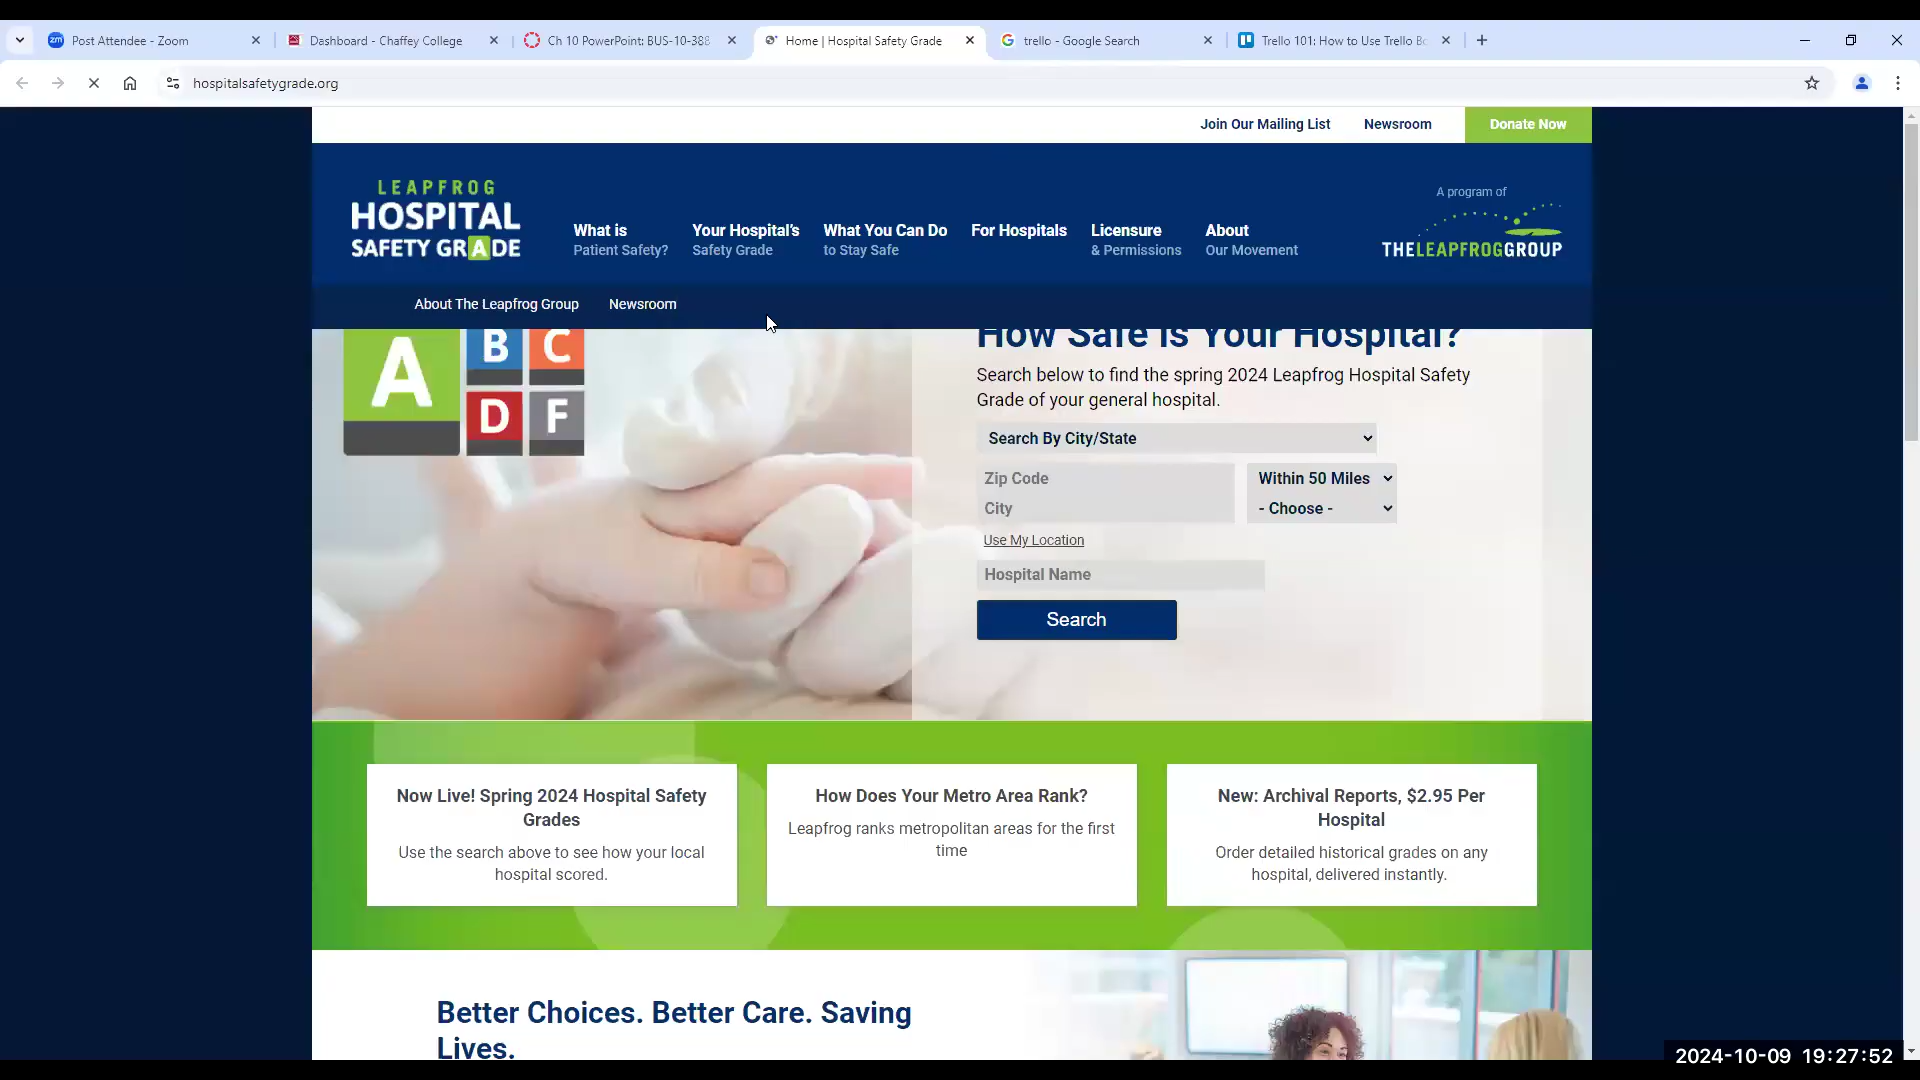 Post Attendee - Zoom
Dashboard - Chaffey College
Ch 10 PowerPoint: BUS-10-388
Home | Hospital Safety Grade
trello - Google Search
Trello 101: How to Use Trello Bo
hospitalsafetygrade.org
Join Our Mailing List
Newsroom
Donate Now
LEAPFROG
HOSPITAL
SAFETY GRADE
What is
Patient Safety?
Your Hospital's
Safety Grade
What You Can Do
to Stay Safe
For Hospitals
Licensure
& Permissions
About
Our Movement
A program of
THELEAPFROGGROUP
About The Leapfrog Group
Newsroom
A
B
C
D
F
How Safe is Your Hospital?
Search below to find the spring 2024 Leapfrog Hospital Safety
Grade of your general hospital.
Search By City/State
Zip Code
Within 50 Miles
City
- Choose -
Use My Location
Hospital Name
Search
Now Live! Spring 2024 Hospital Safety
Grades
Use the search above to see how your local
hospital scored.
How Does Your Metro Area Rank?
Leapfrog ranks metropolitan areas for the first
time
New: Archival Reports, $2.95 Per
Hospital
Order detailed historical grades on any
hospital, delivered instantly.
Better Choices. Better Care. Saving
Lives.
2024-10-09 19:27:52